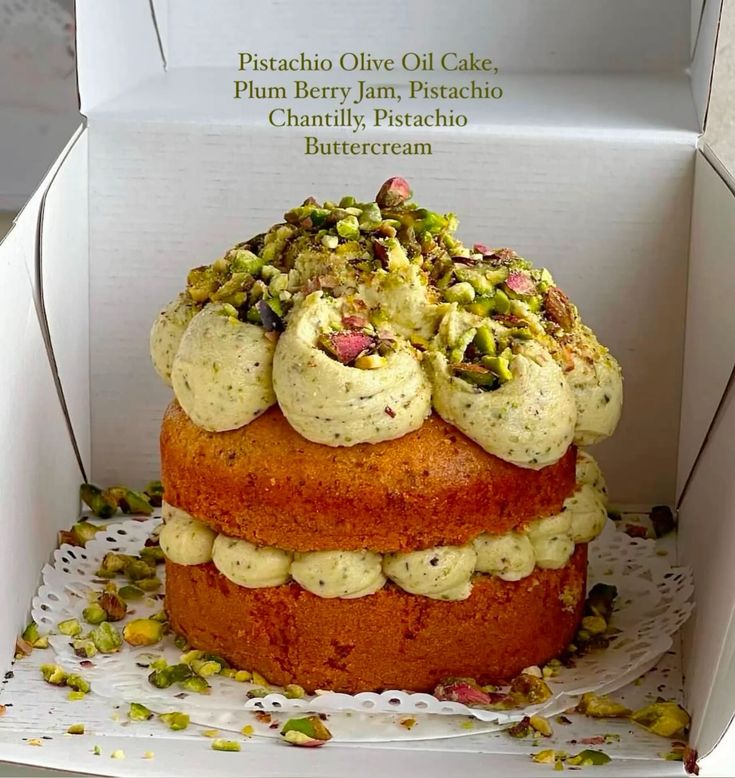 Pistachio Olive Oil Cake,
Plum Berry Jam, Pistachio
Chantilly, Pistachio
Buttercream